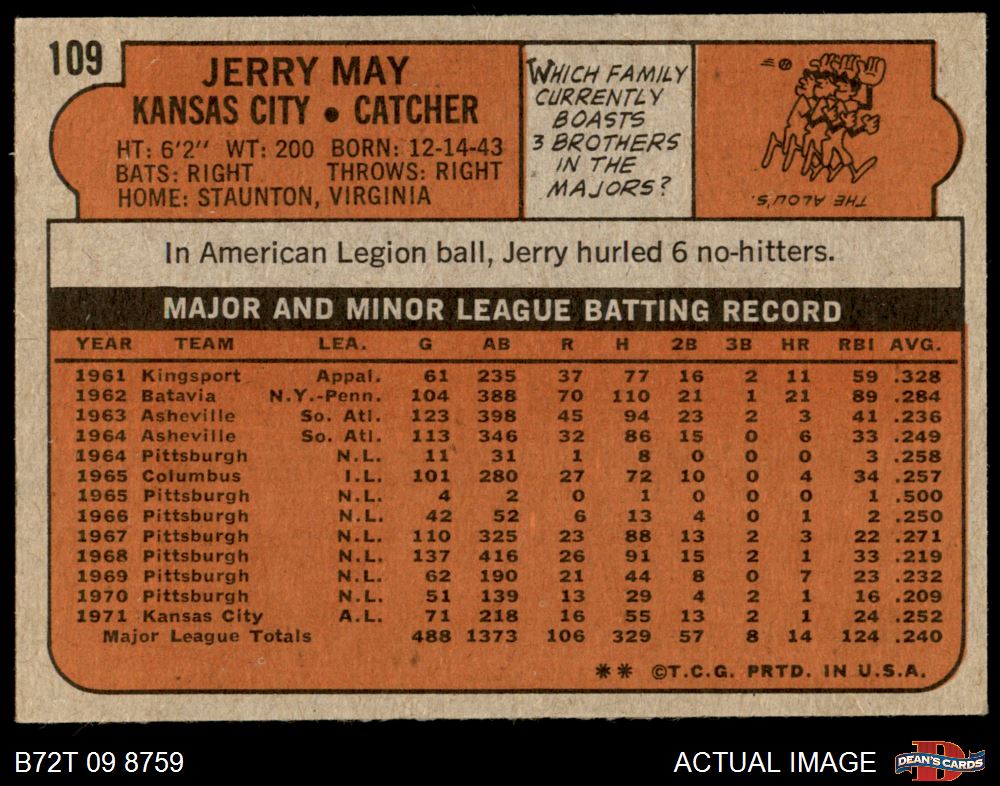 109
JERRY MAY
KANSAS CITY • CATCHER
HT: 6'2" WT: 200 BORN: 12-14-43
BATS: RIGHT THROWS: RIGHT
HOME: STAUNTON, VIRGINIA
WHICH FAMILY
CURRENTLY
BOASTS
3 BROTHERS
IN THE
MAJORS?
THE ALOU'S.
In American Legion ball, Jerry hurled 6 no-hitters.
MAJOR AND MINOR LEAGUE BATTING RECORD
YEAR TEAM LEA. G AB R H 2B 3B HR RBI AVG.
1961 Kingsport Appal. 61 235 37 77 16 2 11 59 .328
1962 Batavia N.Y.-Penn. 104 388 70 110 21 1 21 89 .284
1963 Asheville So. Atl. 123 398 45 94 23 2 3 41 .236
1964 Asheville So. Atl. 113 346 32 86 15 0 6 33 .249
1964 Pittsburgh N.L. 11 31 1 8 0 0 0 3 .258
1965 Columbus I.L. 101 280 27 72 10 0 4 34 .257
1965 Pittsburgh N.L. 4 2 0 1 0 0 0 1 .500
1966 Pittsburgh N.L. 42 52 6 13 4 0 1 2 .250
1967 Pittsburgh N.L. 110 325 23 88 13 2 3 22 .271
1968 Pittsburgh N.L. 137 416 26 91 15 2 1 33 .219
1969 Pittsburgh N.L. 62 190 21 44 8 0 7 23 .232
1970 Pittsburgh N.L. 51 139 13 29 4 2 1 16 .209
1971 Kansas City A.L. 71 218 16 55 13 2 1 24 .252
Major League Totals 488 1373 106 329 57 8 14 124 .240
** ©T.C.G. PRTD. IN U.S.A.
B72T 09 8759
ACTUAL IMAGE
D
DEAN'S CARDS